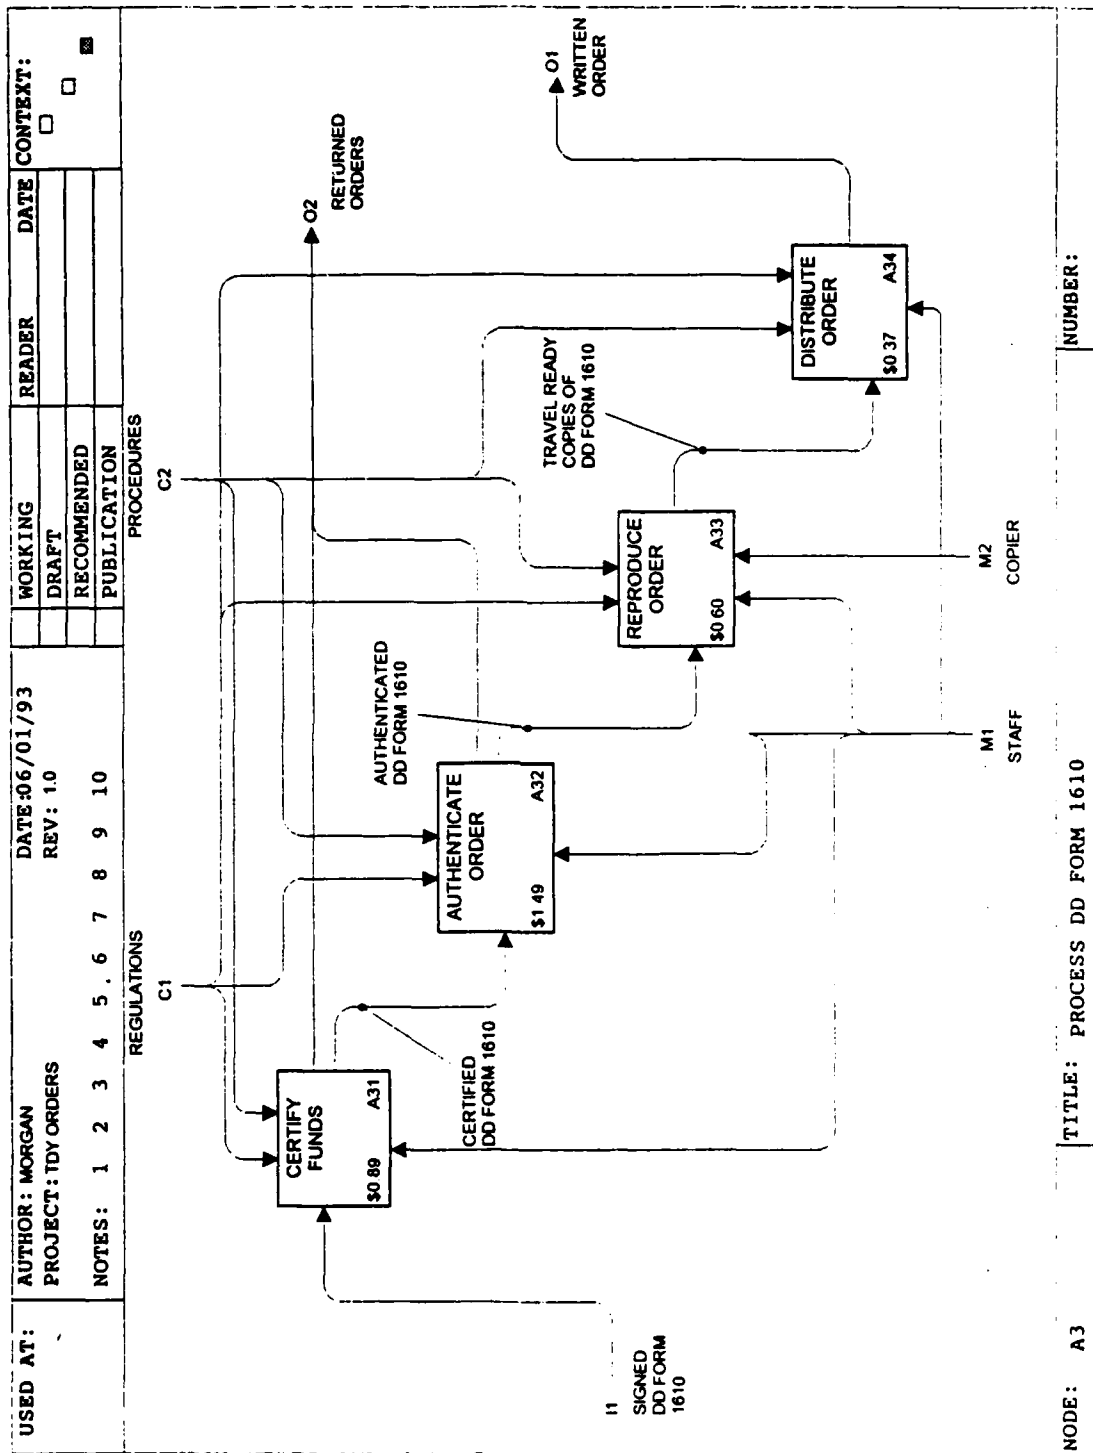 USED AT:
AUTHOR: MORGAN
PROJECT: TDY ORDERS
NOTES: 1 2 3 4 5 . 6 7 8 9 10
DATE:06/01/93
REV: 1.0
WORKING
DRAFT
RECOMMENDED
PUBLICATION
READER
DATE
CONTEXT:
REGULATIONS
C1
PROCEDURES
C2
I1
SIGNED
DD FORM
1610
CERTIFY
FUNDS
$0 89
A31
CERTIFIED
DD FORM 1610
AUTHENTICATE
ORDER
$1 49
A32
AUTHENTICATED
DD FORM 1610
REPRODUCE
ORDER
$0 60
A33
TRAVEL READY
COPIES OF
DD FORM 1610
DISTRIBUTE
ORDER
$0 37
A34
O2
RETURNED
ORDERS
O1
WRITTEN
ORDER
M1
STAFF
M2
COPIER
NODE: A3
TITLE: PROCESS DD FORM 1610
NUMBER: